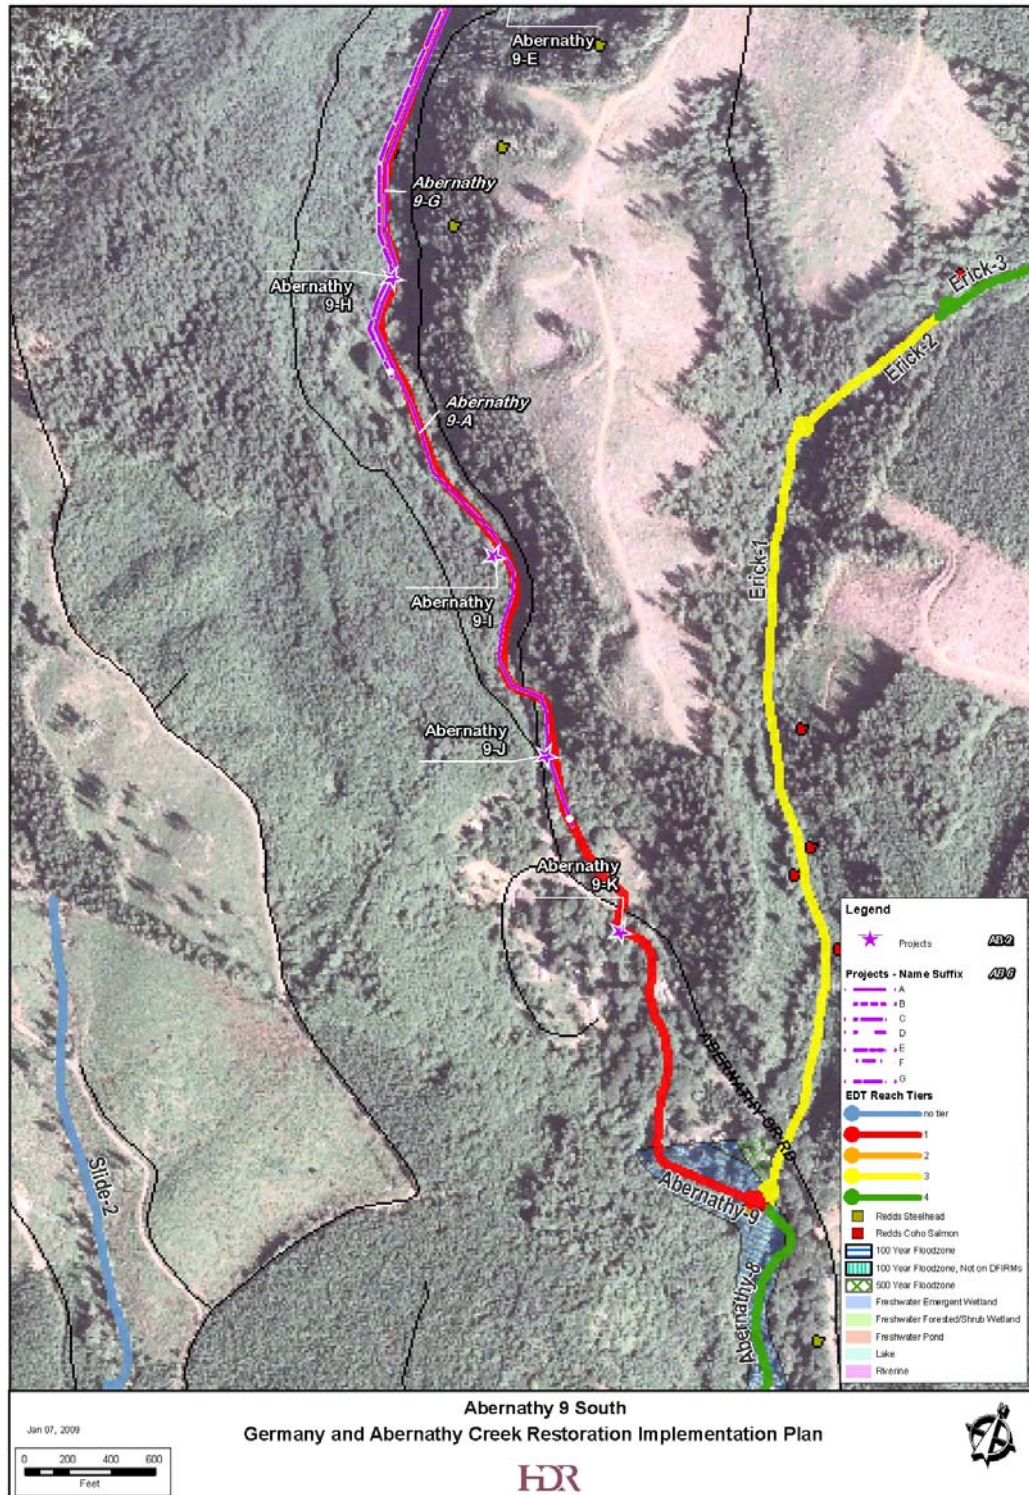 Abernathy
9-E
Abernathy
9-G
Abernathy
9-H
Erick-3
Erick-2
Abernathy
9-A
Erick-1
Abernathy
9-I
Abernathy
9-J
Abernathy
9-K
ABERNATHY CR RD
Slide-2
Abernathy-9
Abernathy-8
Legend
Projects AB-2
Projects - Name Suffix AB-6
A
B
C
D
E
F
G
EDT Reach Tiers
no tier
1
2
3
4
Redds Steelhead
Redds Coho Salmon
100 Year Floodzone
100 Year Floodzone, Not on DFIRMs
500 Year Floodzone
Freshwater Emergent Wetland
Freshwater Forested/Shrub Wetland
Freshwater Pond
Lake
Riverine
Abernathy 9 South
Germany and Abernathy Creek Restoration Implementation Plan
Jan 07, 2009
0 200 400 600
Feet
HDR